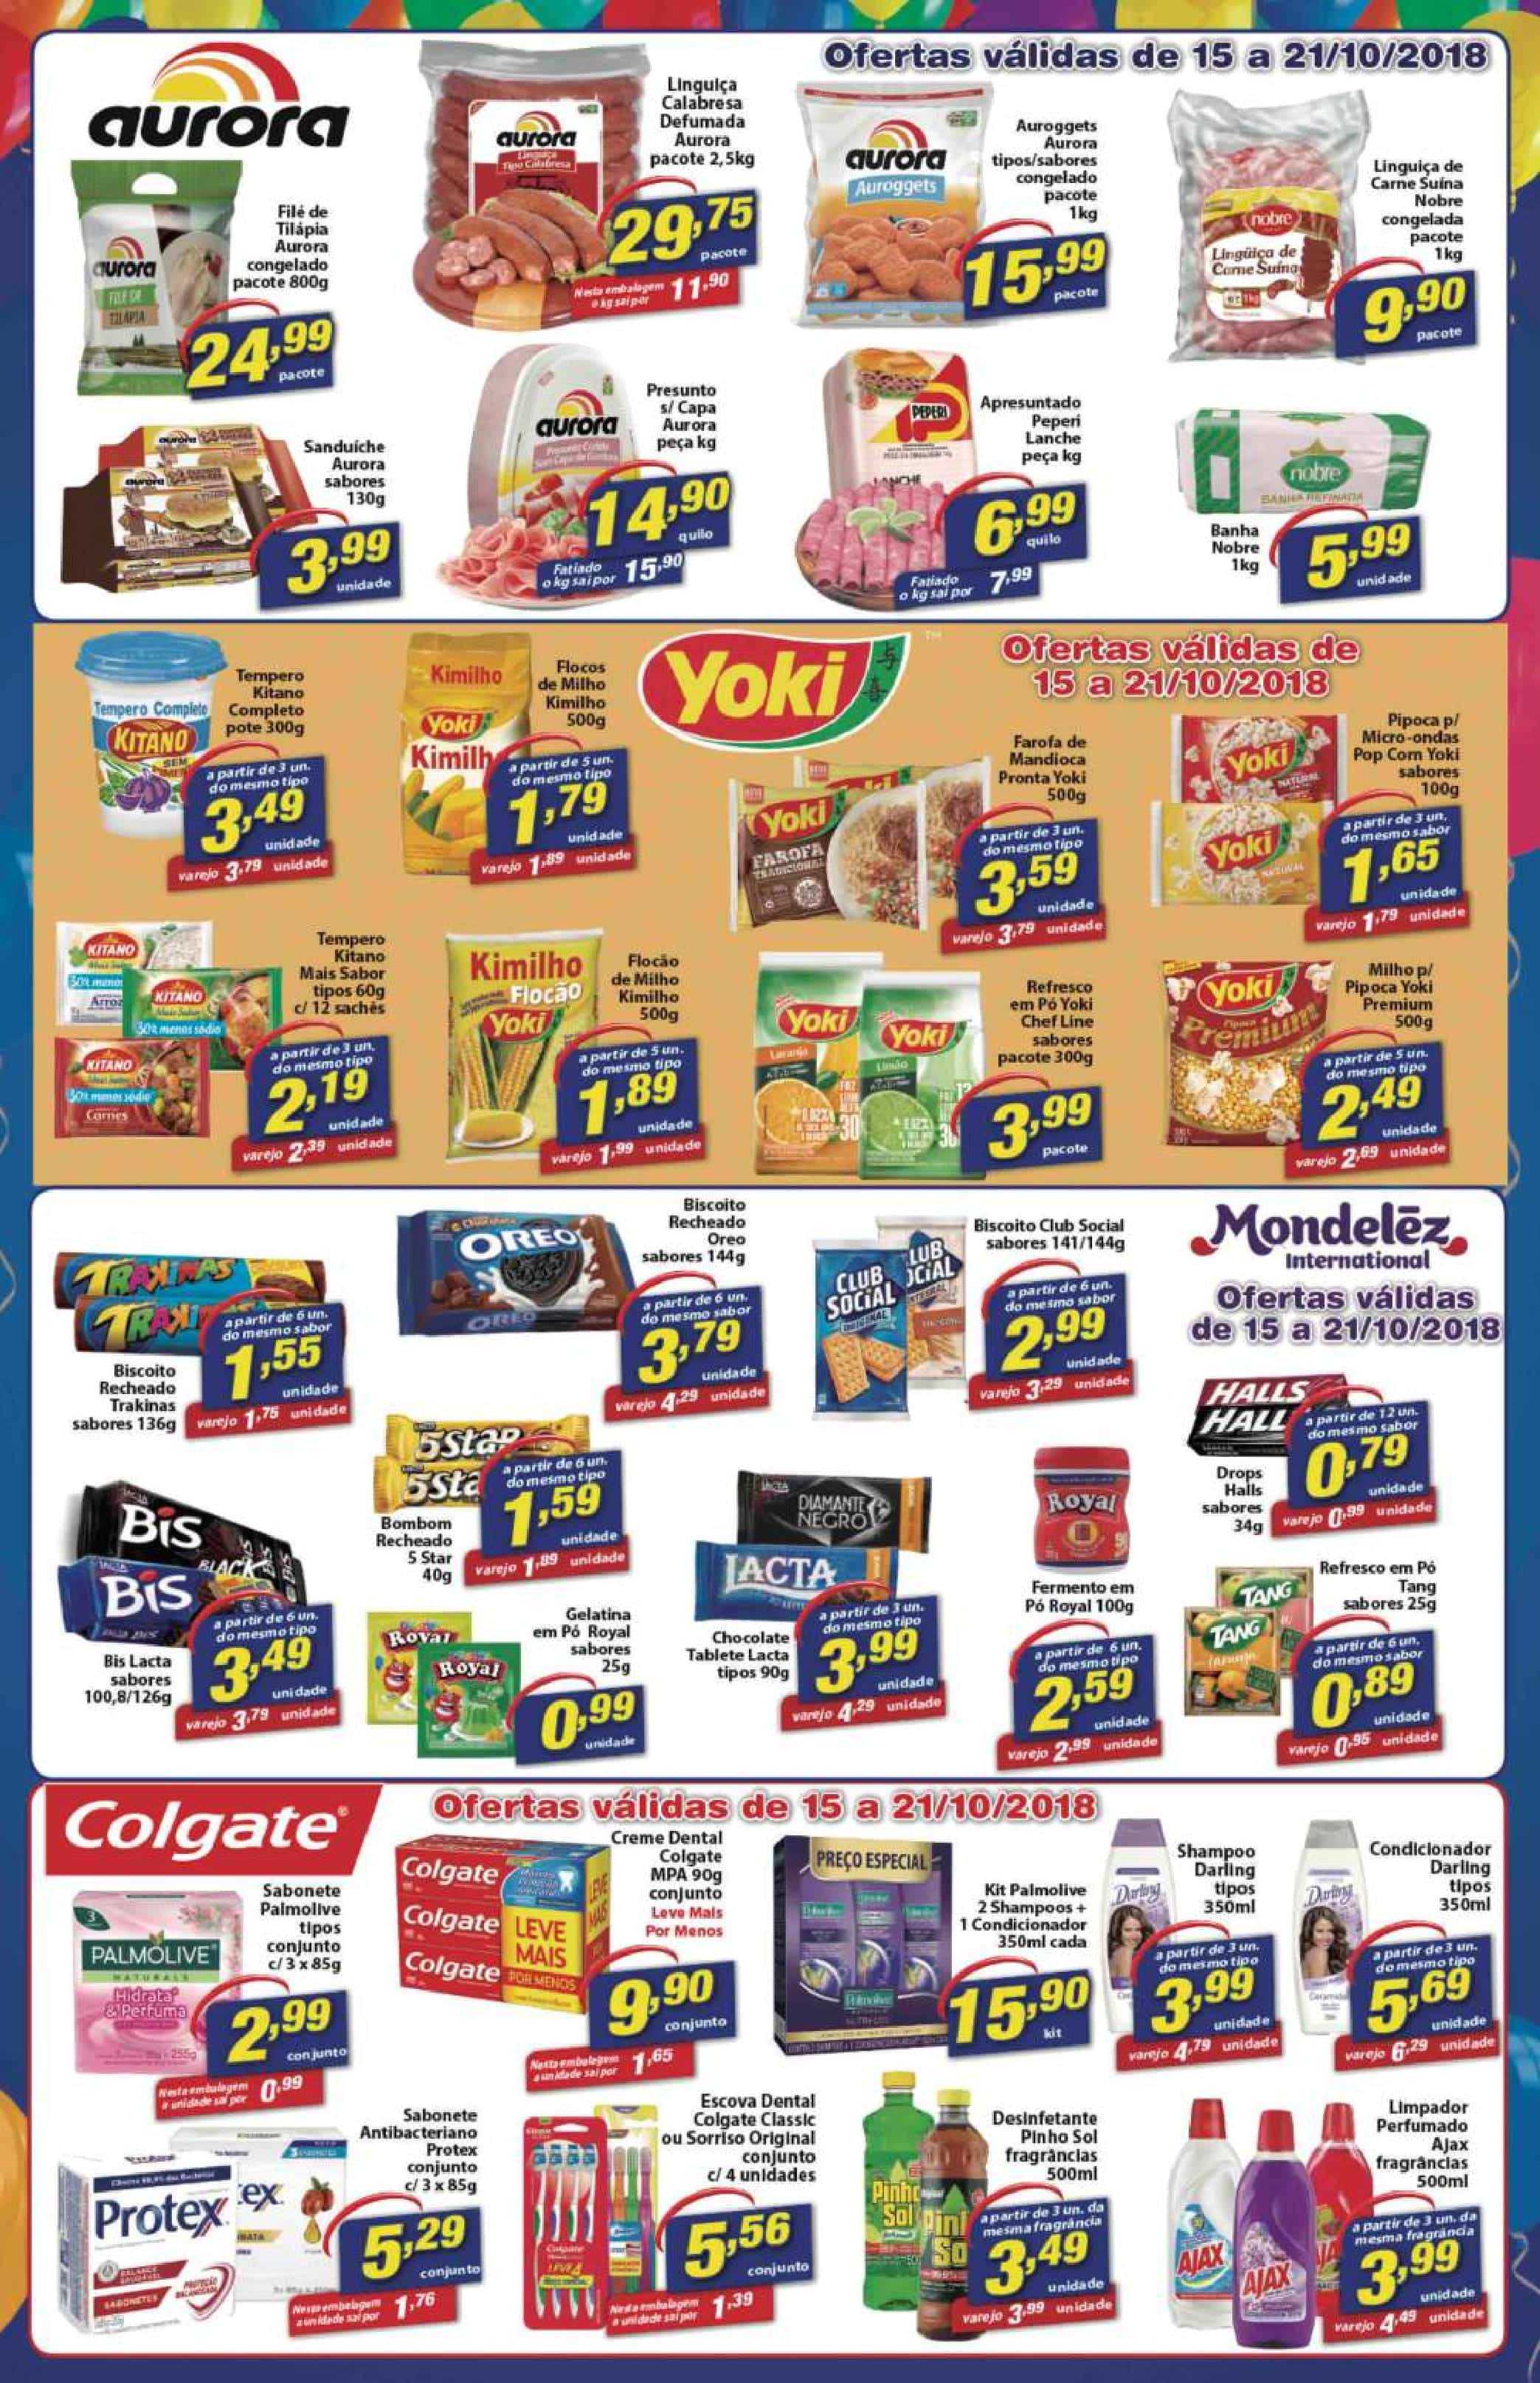 aurora
Ofertas válidas de 15 a 21/10/2018
Filé de
Tilápia
Aurora
congelado
pacote 800g
24,99
pacote
Linguiça
Calabresa
Defumada
Aurora
pacote 2,5kg
29,75
pacote
Nesta embalagem
o kg sai por 11,90
Auroggets
Aurora
tipos/sabores
congelado
pacote
1kg
15,99
pacote
Linguiça de
Carne Suína
Nobre
congelada
pacote
1kg
9,90
pacote
Sanduíche
Aurora
sabores
130g
3,99
unidade
Presunto
s/ Capa
Aurora
peça kg
14,90
quilo
Fatiado
o kg sai por 15,90
Apresuntado
Peperi
Lanche
peça kg
6,99
quilo
Fatiado
o kg sai por 7,99
Banha
Nobre
1kg
5,99
unidade
Yoki
Ofertas válidas de
15 a 21/10/2018
Tempero
Kitano
Completo
pote 300g
a partir de 3 un.
do mesmo tipo
3,49
unidade
varejo 3,79 unidade
Flocos
de Milho
Kimilho
500g
a partir de 5 un.
do mesmo tipo
1,79
unidade
varejo 1,89 unidade
Farofa de
Mandioca
Pronta Yoki
500g
a partir de 3 un.
do mesmo tipo
3,59
unidade
varejo 3,79 unidade
Pipoca p/
Micro-ondas
Pop Corn Yoki
sabores
100g
a partir de 3 un.
do mesmo sabor
1,65
unidade
varejo 1,79 unidade
Tempero
Kitano
Mais Sabor
tipos 60g
c/ 12 sachês
a partir de 3 un.
do mesmo tipo
2,19
unidade
varejo 2,39 unidade
Flocão
de Milho
Kimilho
500g
a partir de 5 un.
do mesmo tipo
1,89
unidade
varejo 1,99 unidade
Refresco
em Pó Yoki
Chef Line
sabores
pacote 300g
3,99
pacote
Milho p/
Pipoca Yoki
Premium
500g
a partir de 5 un.
do mesmo tipo
2,49
unidade
varejo 2,69 unidade
Mondelēz
International
Ofertas válidas
de 15 a 21/10/2018
Biscoito
Recheado
Trakinas
sabores 136g
a partir de 6 un.
do mesmo sabor
1,55
unidade
varejo 1,75 unidade
Biscoito
Recheado
Oreo
sabores 144g
a partir de 6 un.
do mesmo sabor
3,79
unidade
varejo 4,29 unidade
Biscoito Club Social
sabores 141/144g
a partir de 6 un.
do mesmo sabor
2,99
unidade
varejo 3,29 unidade
Drops
Halls
sabores
34g
a partir de 12 un.
do mesmo sabor
0,79
unidade
varejo 0,99 unidade
Bis Lacta
sabores
100,8/126g
a partir de 6 un.
do mesmo tipo
3,49
unidade
varejo 3,79 unidade
Bombom
Recheado
5 Star
40g
a partir de 6 un.
do mesmo tipo
1,59
unidade
varejo 1,89 unidade
Gelatina
em Pó Royal
sabores
25g
0,99
unidade
Chocolate
Tablete Lacta
tipos 90g
a partir de 3 un.
do mesmo tipo
3,99
unidade
varejo 4,29 unidade
Fermento em
Pó Royal 100g
a partir de 6 un.
do mesmo tipo
2,59
unidade
varejo 2,99 unidade
Refresco em Pó
Tang
sabores 25g
a partir de 6 un.
do mesmo sabor
0,89
unidade
varejo 0,95 unidade
Colgate
Ofertas válidas de 15 a 21/10/2018
Sabonete
Palmolive
tipos
conjunto
c/ 3 x 85g
2,99
conjunto
Nesta embalagem
a unidade sai por 0,99
Creme Dental
Colgate
MPA 90g
conjunto
Leve Mais
Por Menos
9,90
conjunto
Nesta embalagem
a unidade sai por 1,65
Kit Palmolive
2 Shampoos +
1 Condicionador
350ml cada
15,90
kit
Shampoo
Darling
tipos
350ml
a partir de 3 un.
do mesmo tipo
3,99
unidade
varejo 4,79 unidade
Condicionador
Darling
tipos
350ml
a partir de 3 un.
do mesmo tipo
5,69
unidade
varejo 6,29 unidade
Sabonete
Antibacteriano
Protex
conjunto
c/ 3 x 85g
5,29
conjunto
Nesta embalagem
a unidade sai por 1,76
Escova Dental
Colgate Classic
ou Sorriso Original
conjunto
c/ 4 unidades
5,56
conjunto
Nesta embalagem
a unidade sai por 1,39
Desinfetante
Pinho Sol
fragrâncias
500ml
a partir de 3 un. da
mesma fragrância
3,49
unidade
varejo 3,99 unidade
Limpador
Perfumado
Ajax
fragrâncias
500ml
a partir de 3 un. da
mesma fragrância
3,99
unidade
varejo 4,49 unidade